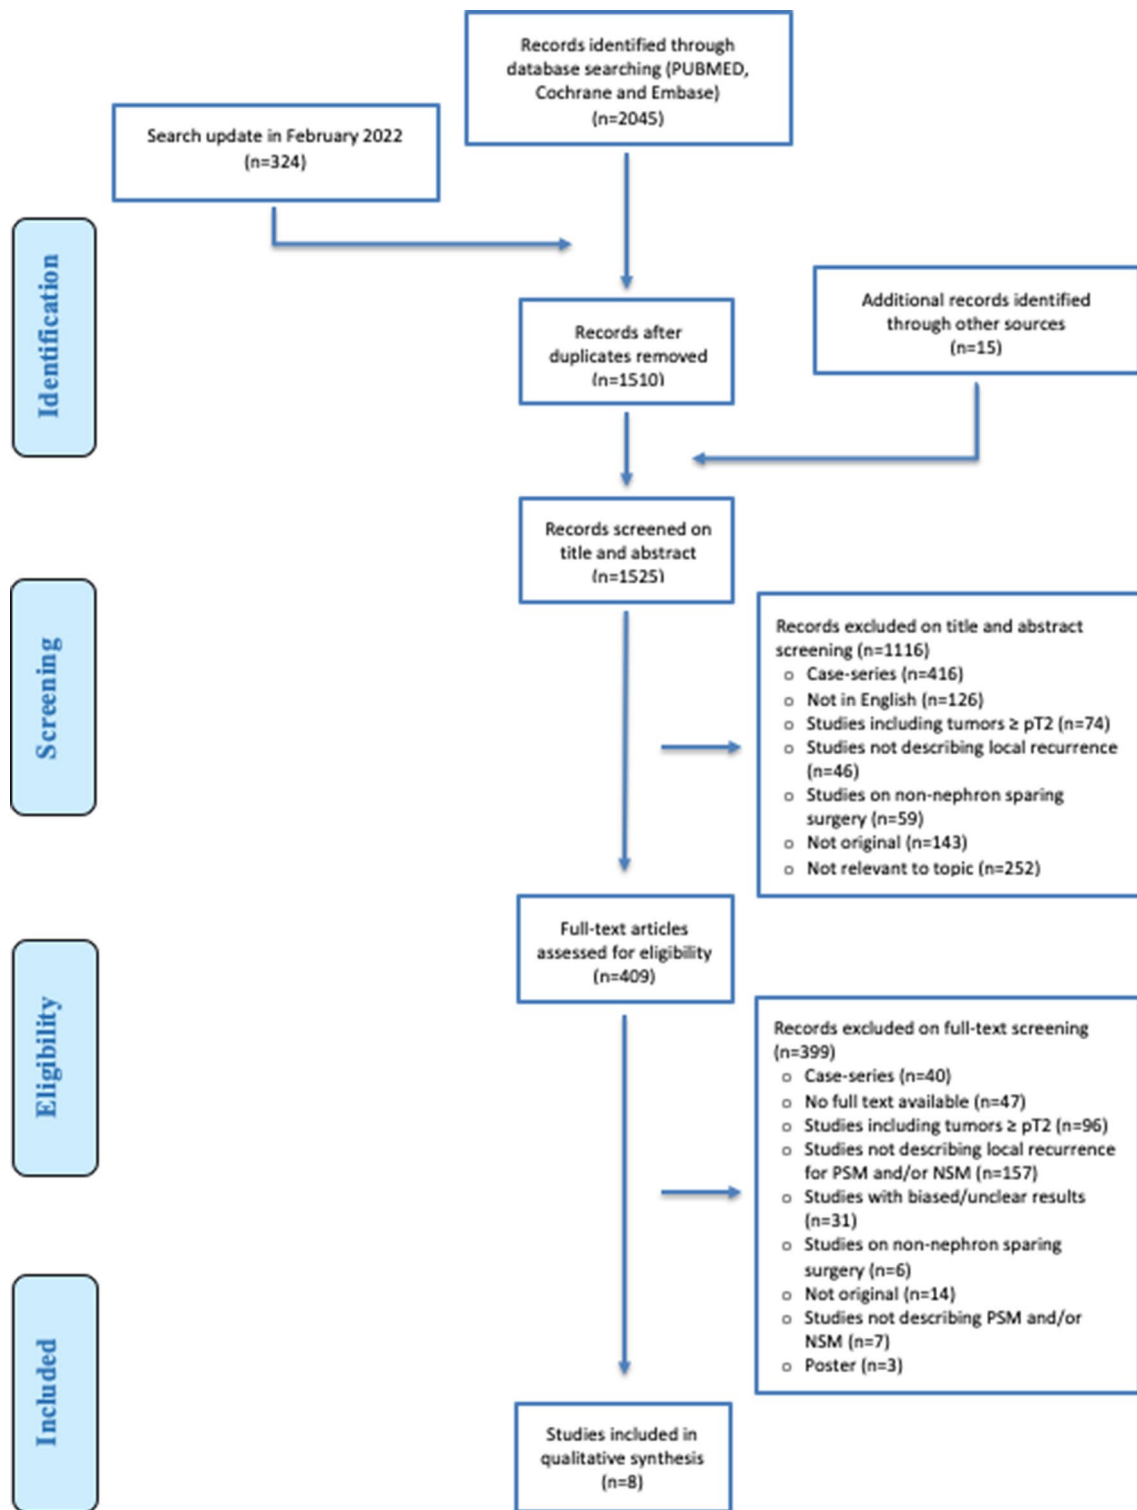 Records identified through
database searching (PUBMED,
Cochrane and Embase)
(n=2045)
Search update in February 2022
(n=324)
Identification
Records after
duplicates removed
(n=1510)
Additional records identified
through other sources
(n=15)
Records screened on
title and abstract
(n=1525)
Screening
Records excluded on title and abstract
screening (n=1116)
o Case-series (n=416)
o Not in English (n=126)
o Studies including tumors ≥ pT2 (n=74)
o Studies not describing local recurrence
(n=46)
o Studies on non-nephron sparing
surgery (n=59)
o Not original (n=143)
o Not relevant to topic (n=252)
Full-text articles
assessed for eligibility
(n=409)
Eligibility
Records excluded on full-text screening
(n=399)
o Case-series (n=40)
o No full text available (n=47)
o Studies including tumors ≥ pT2 (n=96)
o Studies not describing local recurrence
for PSM and/or NSM (n=157)
o Studies with biased/unclear results
(n=31)
o Studies on non-nephron sparing
surgery (n=6)
o Not original (n=14)
o Studies not describing PSM and/or
NSM (n=7)
o Poster (n=3)
Included
Studies included in
qualitative synthesis
(n=8)